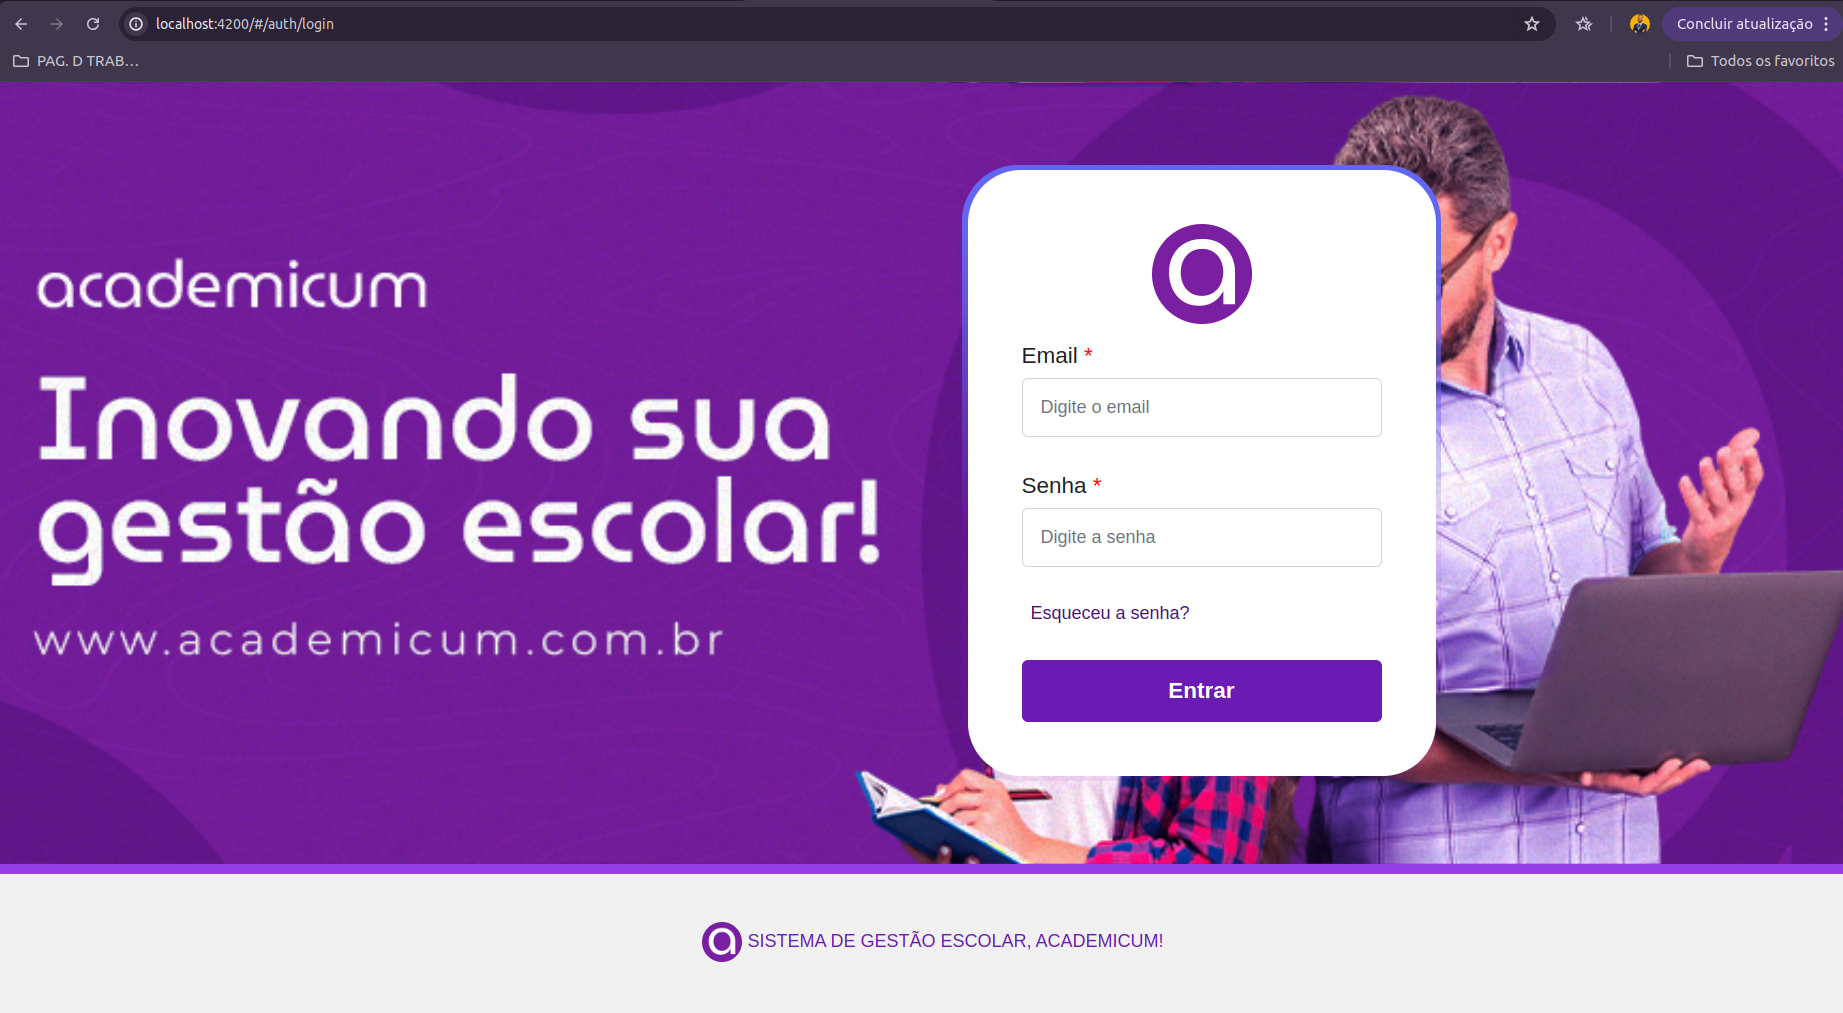 localhost:4200/#/auth/login
Concluir atualização
PAG. D TRAB…
Todos os favoritos
academicum
Inovando sua
gestão escolar!
www.academicum.com.br
a
Email *
Digite o email
Senha *
Digite a senha
Esqueceu a senha?
Entrar
a SISTEMA DE GESTÃO ESCOLAR, ACADEMICUM!